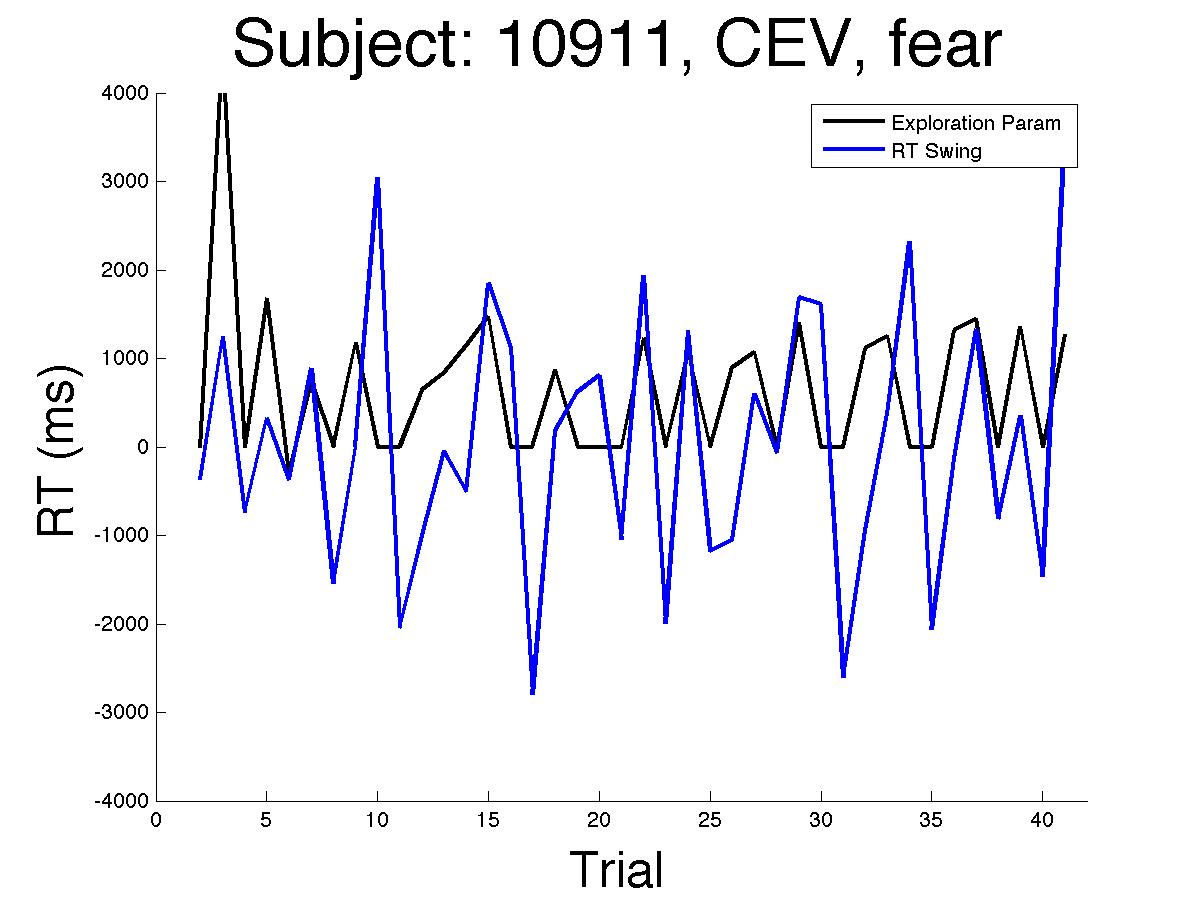 Subject: 10911, CEV, fear
4000
3000
2000
1000
0
-1000
-2000
-3000
-4000
RT (ms)
Exploration Param
RT Swing
0 5 10 15 20 25 30 35 40
Trial